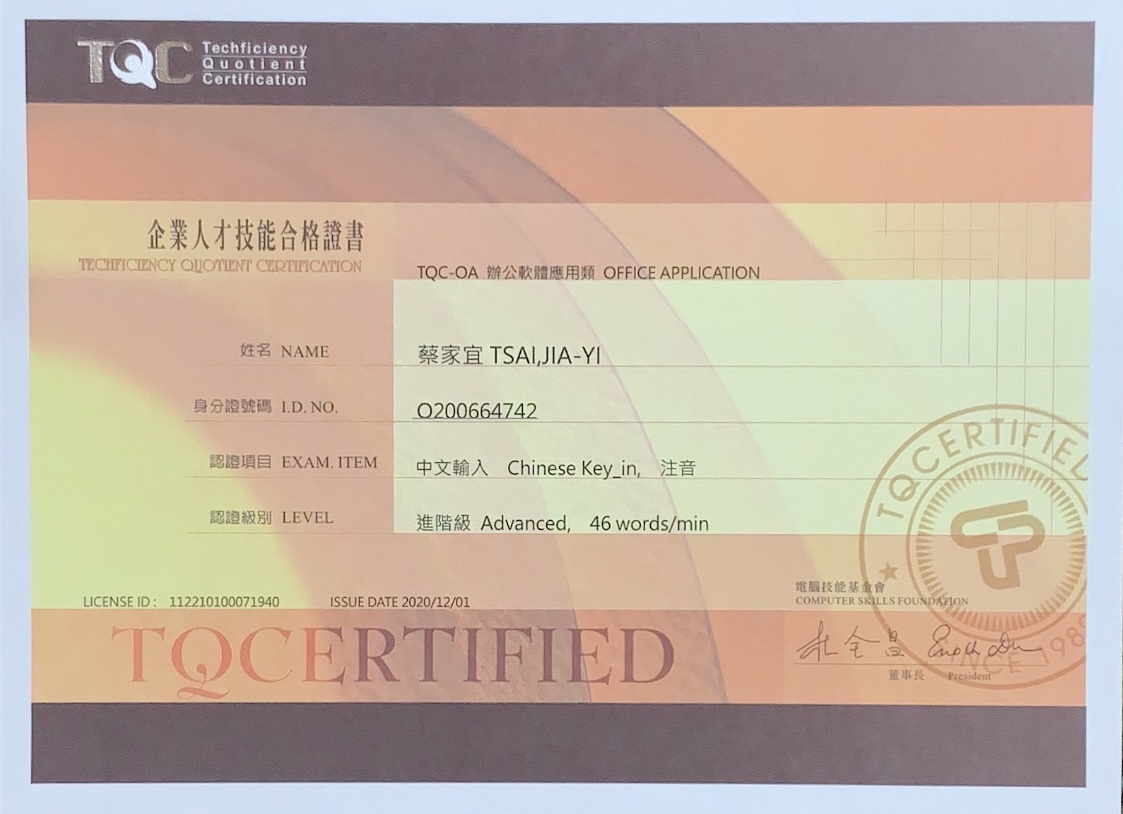 TQC Techficiency
Quotient
Certification
企業人才技能合格證書
TECHFICIENCY QUOTIENT CERTIFICATION
TQC-OA 辦公軟體應用類 OFFICE APPLICATION
姓名 NAME 蔡家宜 TSAI,JIA-YI
身分證號碼 I.D. NO. O200664742
認證項目 EXAM. ITEM 中文輸入 Chinese Key_in, 注音
認證級別 LEVEL 進階級 Advanced, 46 words/min
TQCERTIFIED
SINCE 1989
電腦技能基金會
COMPUTER SKILLS FOUNDATION
LICENSE ID : 112210100071940 ISSUE DATE 2020/12/01
TQCERTIFIED
董事長 President